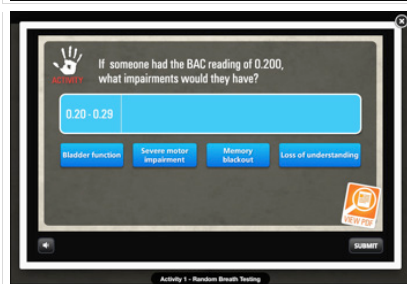 If someone had the BAC reading of 0.200,
what impairments would they have?
ACTIVITY
0.20 - 0.29
Bladder function
Severe motor
impairment
Memory
blackout
Loss of understanding
VIEW PDF
SUBMIT
Activity 1 - Random Breath Testing